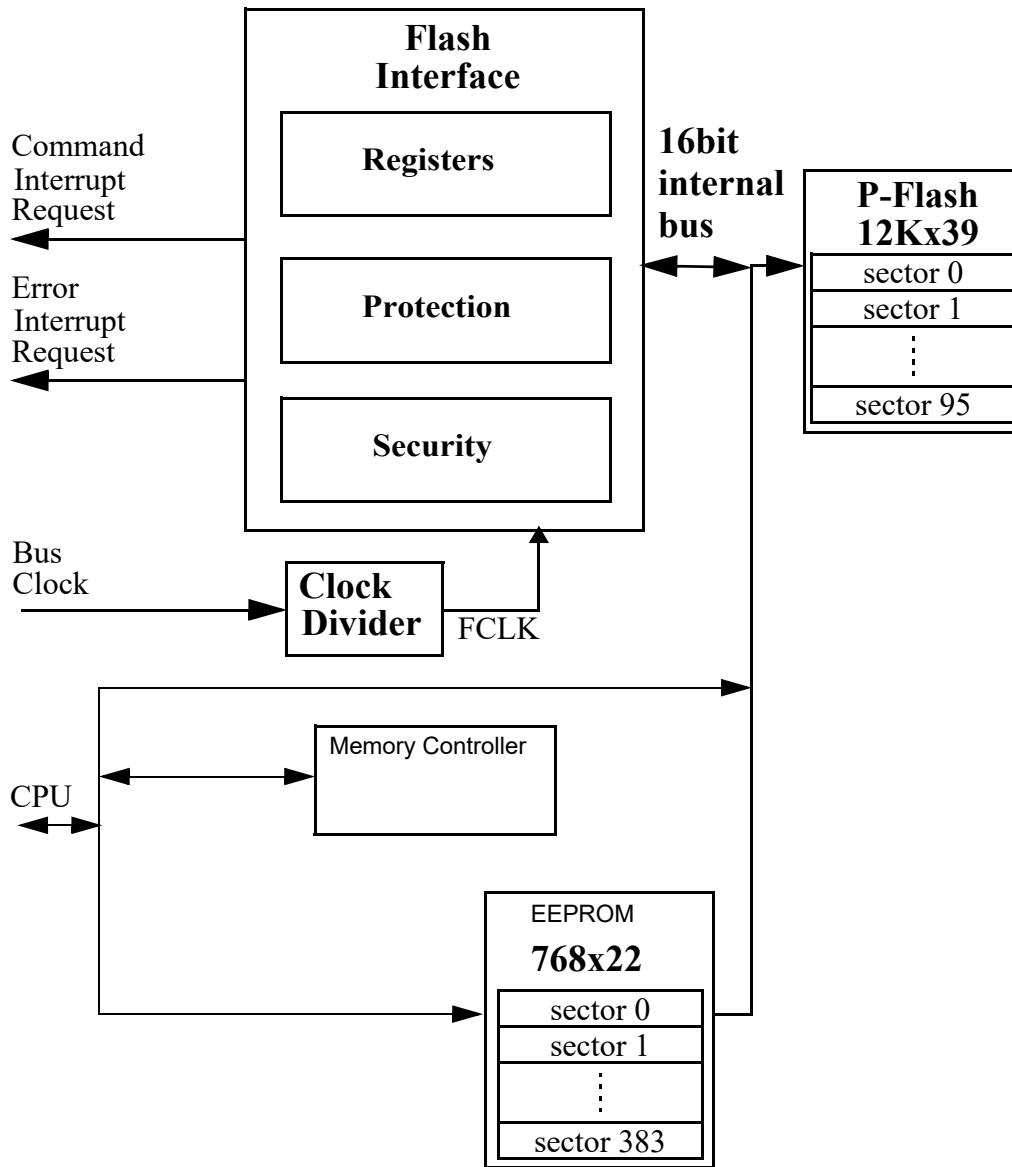 Flash
Interface
Registers
Protection
Security
Command
Interrupt
Request
Error
Interrupt
Request
16bit
internal
bus
P-Flash
12Kx39
sector 0
sector 1
sector 95
Bus
Clock
Clock
Divider
FCLK
Memory Controller
CPU
EEPROM
768x22
sector 0
sector 1
sector 383